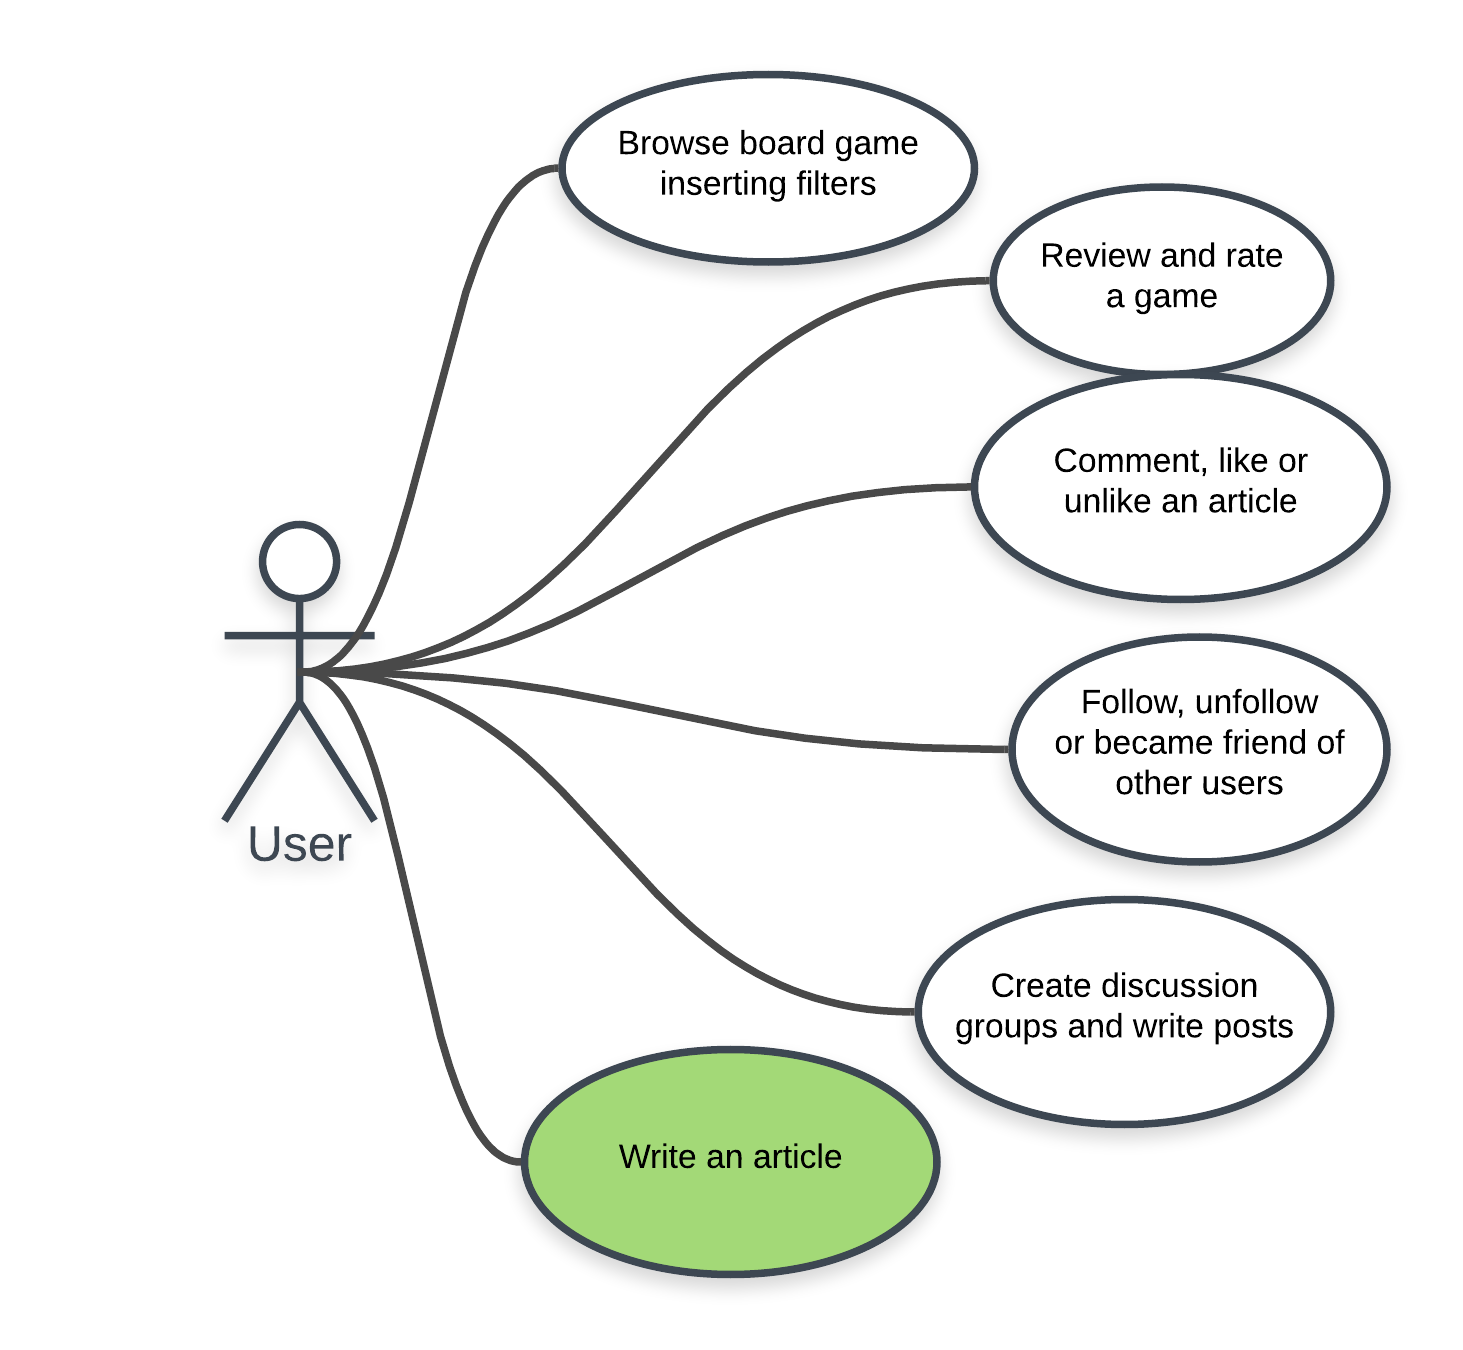 Browse board game
inserting filters
Review and rate
a game
Comment, like or
unlike an article
Follow, unfollow
or became friend of
other users
User
Create discussion
groups and write posts
Write an article